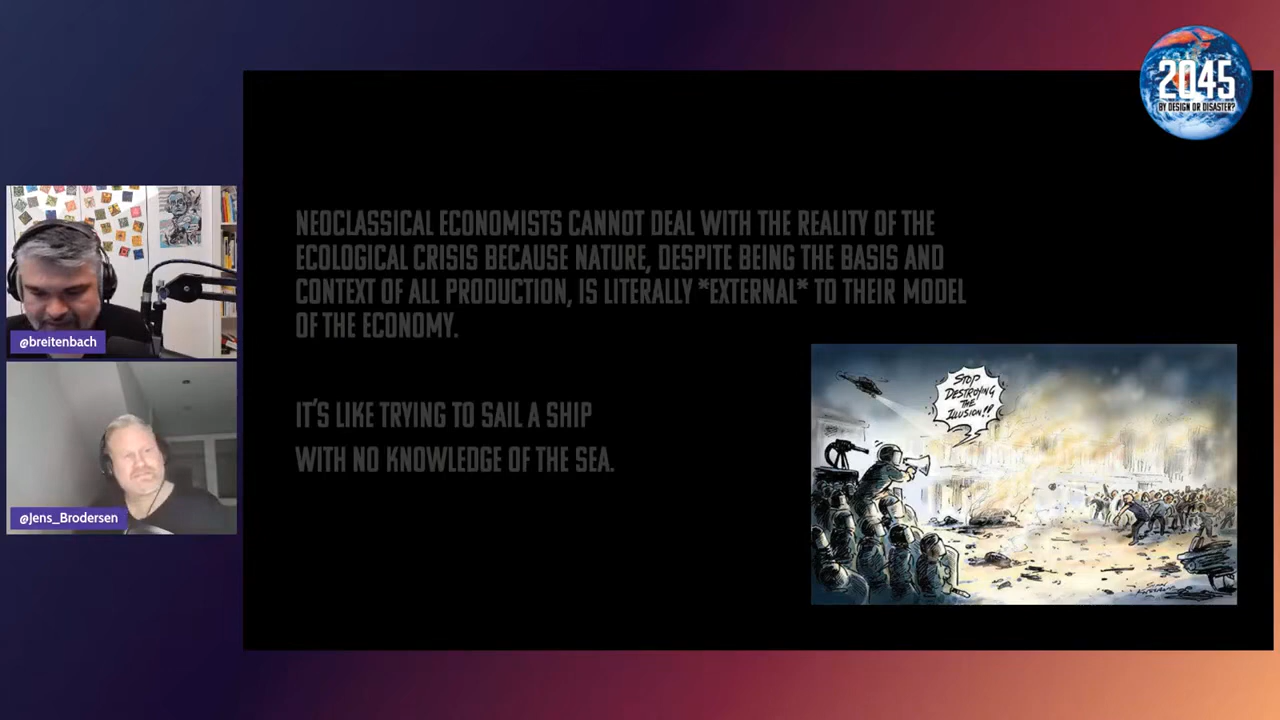 2045
BY DESIGN OR DISASTER?
NEOCLASSICAL ECONOMISTS CANNOT DEAL WITH THE REALITY OF THE
ECOLOGICAL CRISIS BECAUSE NATURE, DESPITE BEING THE BASIS AND
CONTEXT OF ALL PRODUCTION, IS LITERALLY *EXTERNAL* TO THEIR MODEL
OF THE ECONOMY.
IT'S LIKE TRYING TO SAIL A SHIP
WITH NO KNOWLEDGE OF THE SEA.
STOP
DESTROYING
THE
ILLUSION!!
@breitenbach
@Jens_Brodersen